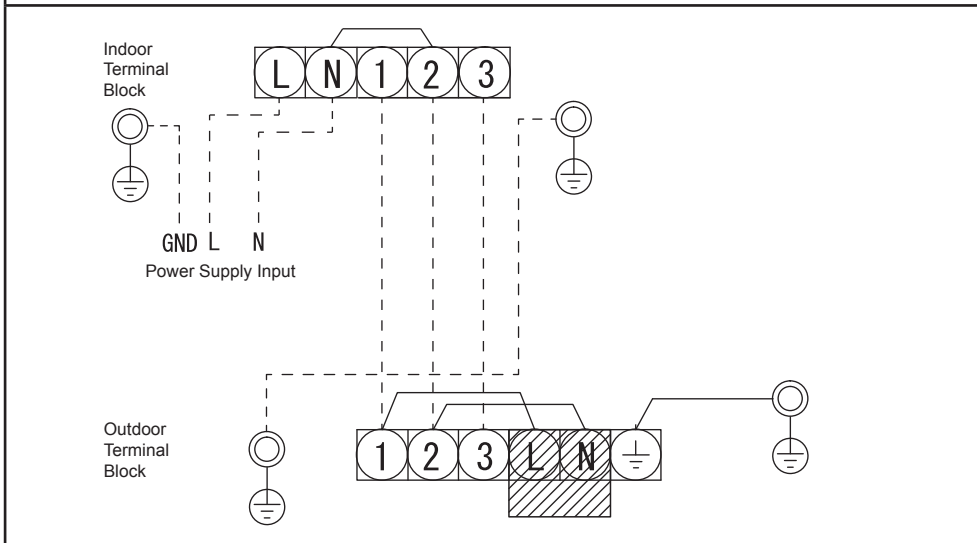 Indoor
Terminal
Block
L N 1 2 3
GND L N
Power Supply Input
Outdoor
Terminal
Block
1 2 3 L N